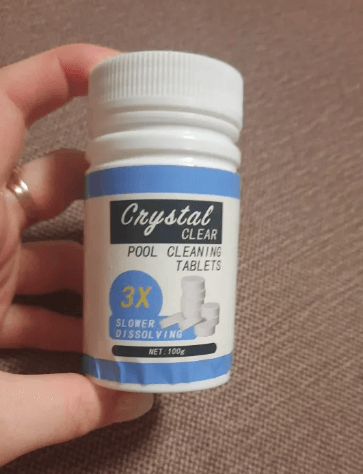 Crystal
CLEAR
POOL CLEANING
TABLETS
3X
SLOWER
DISSOLVING
NET:100g